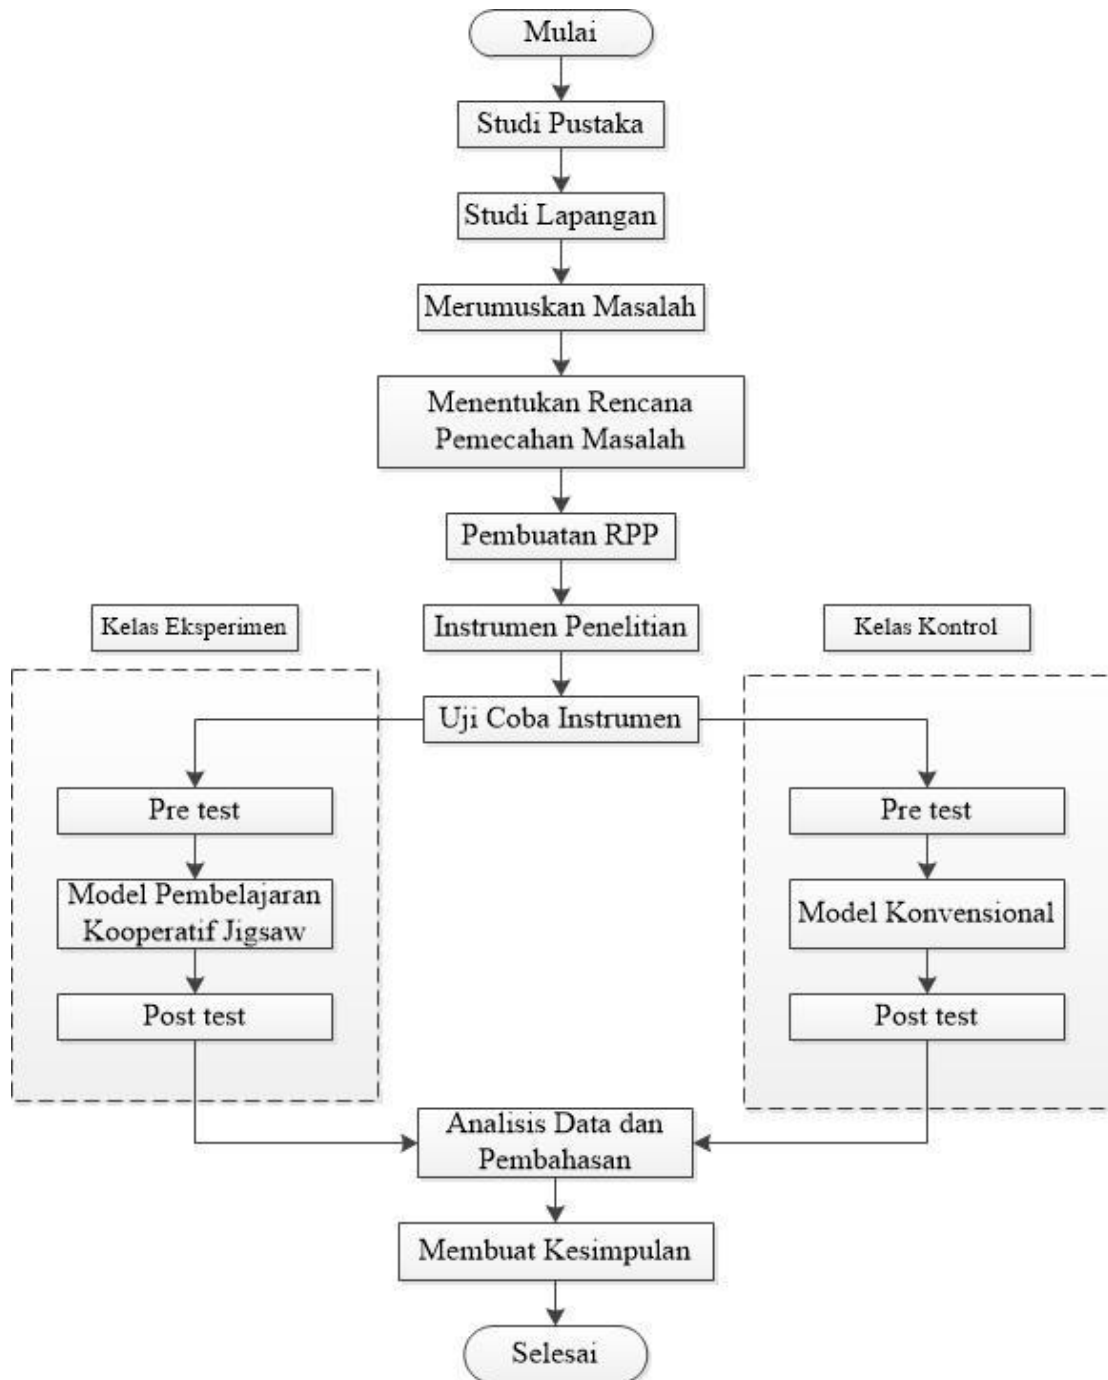 Mulai
Studi Pustaka
Studi Lapangan
Merumuskan Masalah
Menentukan Rencana
Pemecahan Masalah
Pembuatan RPP
Kelas Eksperimen
Instrumen Penelitian
Kelas Kontrol
Uji Coba Instrumen
Pre test
Model Pembelajaran
Kooperatif Jigsaw
Post test
Pre test
Model Konvensional
Post test
Analisis Data dan
Pembahasan
Membuat Kesimpulan
Selesai